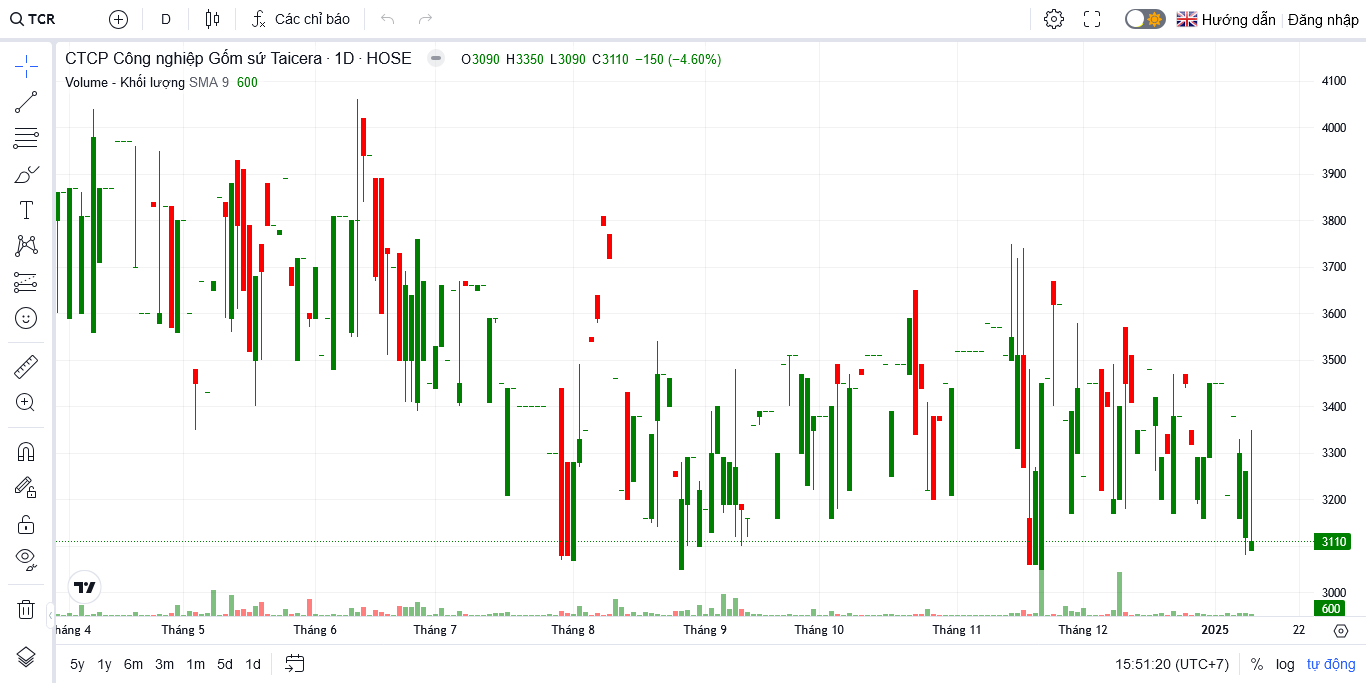 TCR D Các chỉ báo Hướng dẫn Đăng nhập
CTCP Công nghiệp Gốm sứ Taicera · 1D · HOSE O3090 H3350 L3090 C3110 −150 (−4.60%)
Volume - Khối lượng SMA 9 600
4100
4000
3900
3800
3700
3600
3500
3400
3300
3200
3110
3000
600
háng 4 Tháng 5 Tháng 6 Tháng 7 Tháng 8 Tháng 9 Tháng 10 Tháng 11 Tháng 12 2025 22
5y 1y 6m 3m 1m 5d 1d 15:51:20 (UTC+7) % log tự động